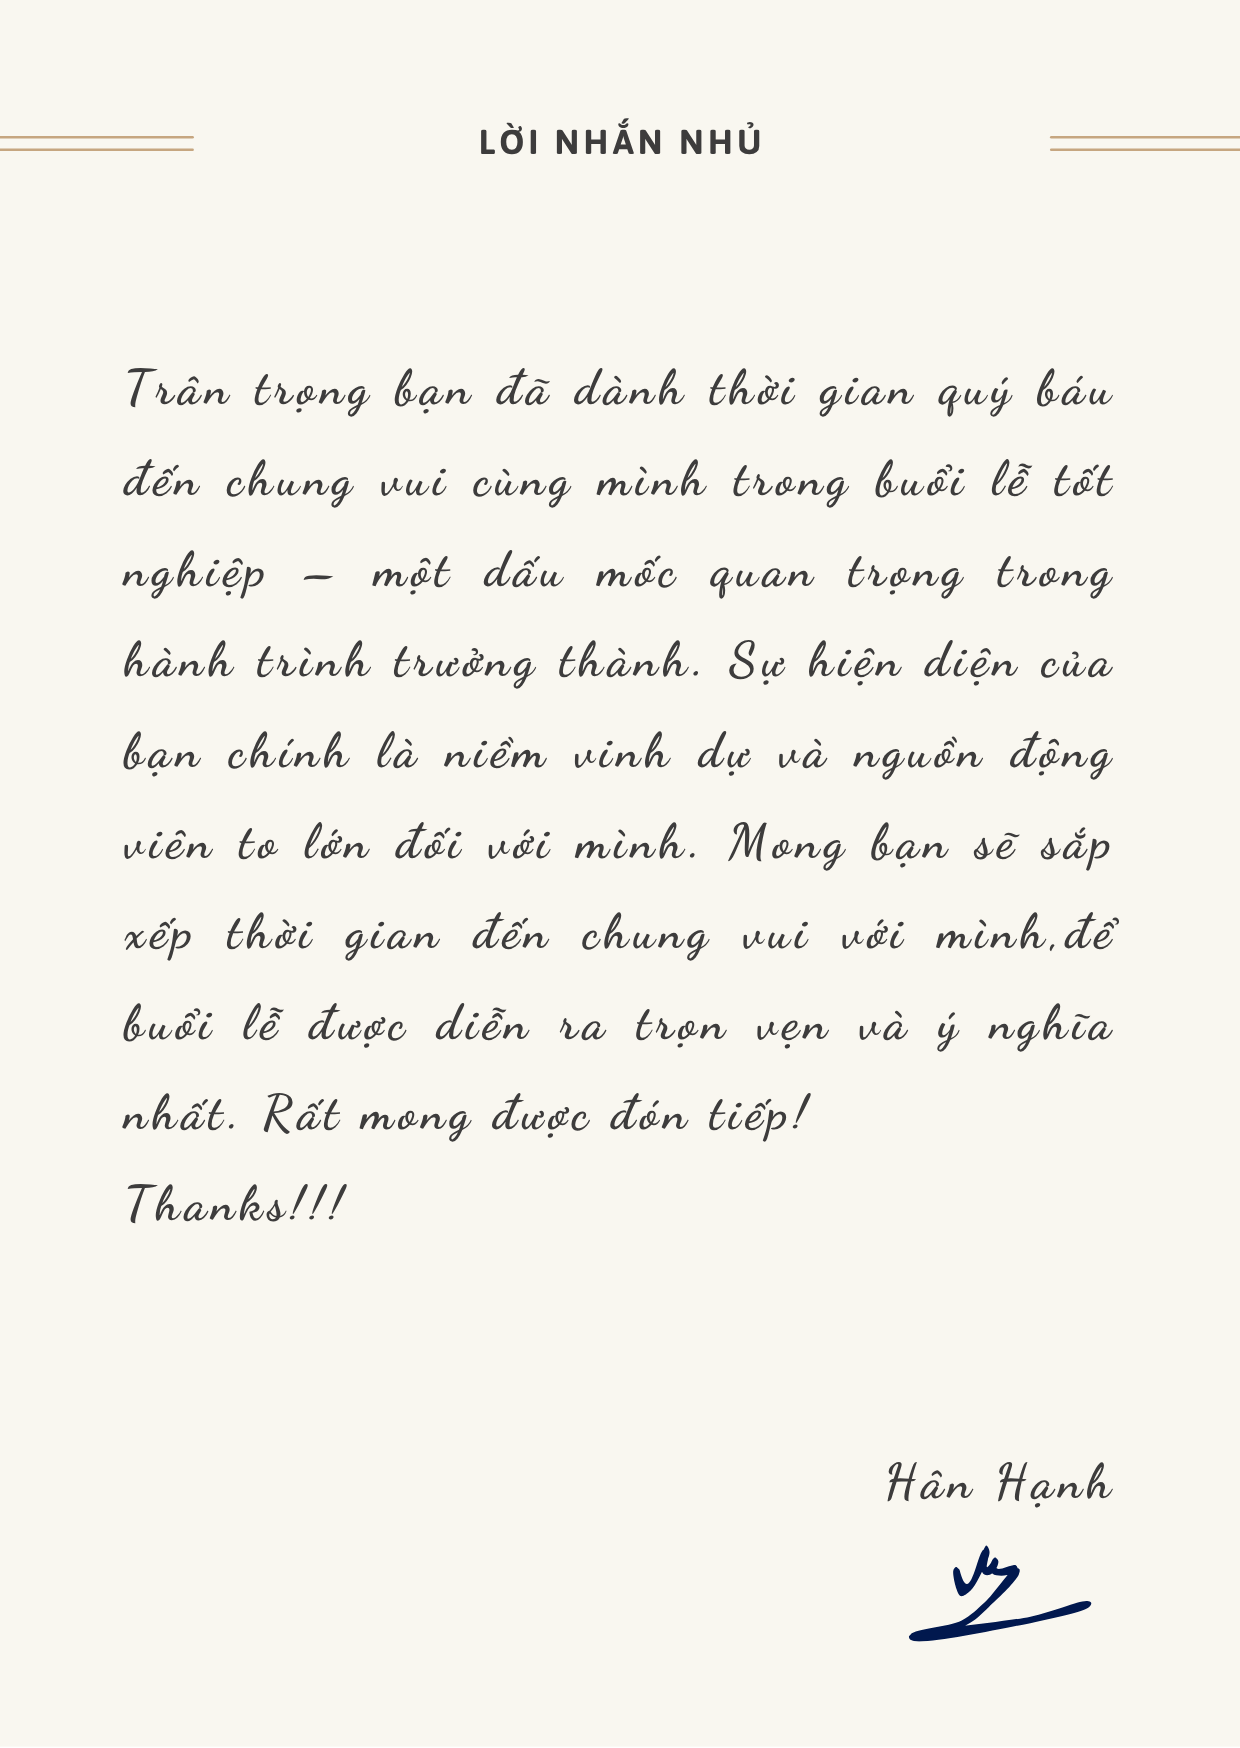 LỜI NHẮN NHỦ
Trân trọng bạn đã dành thời gian quý báu
đến chung vui cùng mình trong buổi lễ tốt
nghiệp – một dấu mốc quan trọng trong
hành trình trưởng thành. Sự hiện diện của
bạn chính là niềm vinh dự và nguồn động
viên to lớn đối với mình. Mong bạn sẽ sắp
xếp thời gian đến chung vui với mình,để
buổi lễ được diễn ra trọn vẹn và ý nghĩa
nhất. Rất mong được đón tiếp!
Thanks!!!
Hân Hạnh